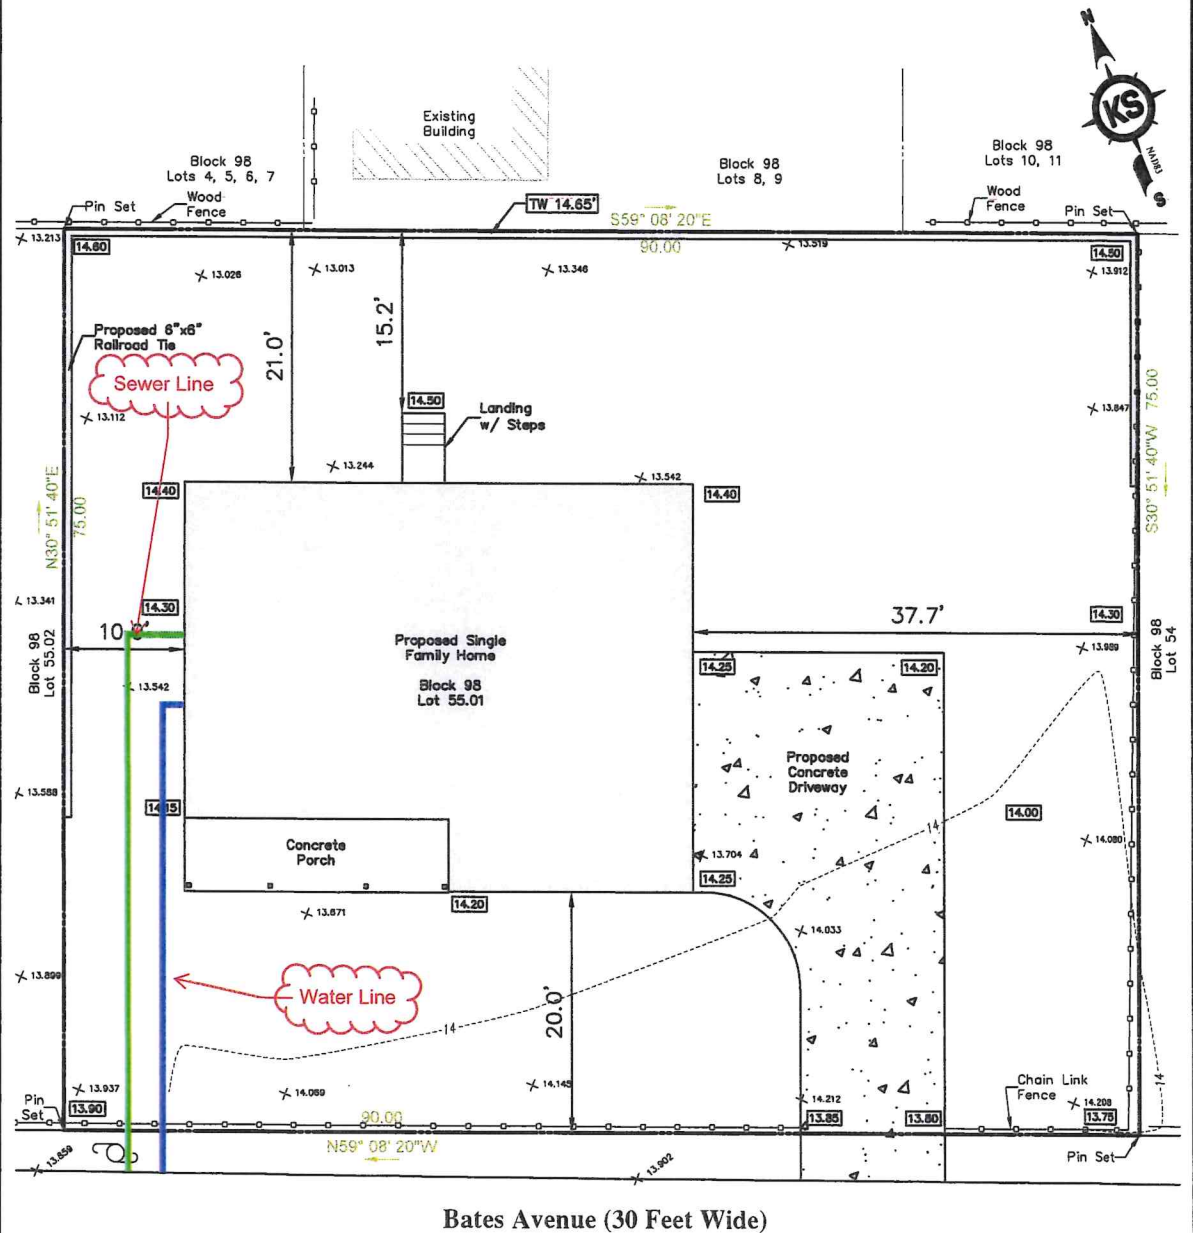 N
KS
NAD83
S
Existing
Building
Block 98
Lots 4, 5, 6, 7
Block 98
Lots 8, 9
Block 98
Lots 10, 11
Wood
Fence
Wood
Fence
Pin Set
TW 14.65'
S59° 08' 20"E
90.00
Pin Set
13.213
14.60
13.026
13.013
13.346
13.519
14.50
13.912
Proposed 6"x6"
Railroad Tie
21.0'
15.2'
Sewer Line
13.112
14.50
Landing
w/ Steps
13.847
S30° 51' 40"W 75.00
13.244
13.542
14.40
14.40
N30° 51' 40"E
75.00
13.341
14.30
10
37.7'
14.30
Block 98
Lot 55.02
Proposed Single
Family Home
Block 98
Lot 55.01
13.989
Block 98
Lot 54
14.25
14.20
13.542
Proposed
Concrete
Driveway
13.588
14.15
14.00
14
14.080
Concrete
Porch
13.704
14.25
14.20
13.671
14.033
13.899
Water Line
20.0'
14
13.937
14.069
14.145
14.212
Chain Link
Fence
14.208
14
Pin
Set
13.90
90.00
13.85
13.80
13.75
N59° 08' 20"W
Pin Set
13.859
13.902
Bates Avenue (30 Feet Wide)